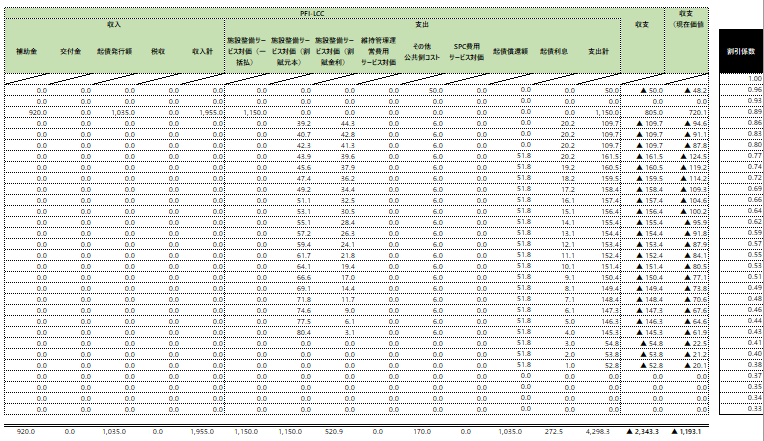 PFI-LCC
収入 支出 収支 収支(現在価値
補助金 交付金 起債発行額 税収 収入計 施設整備サービス対価(一括払) 施設整備サービス対価(割賦元本) 施設整備サービス対価(割賦金利) 維持管理運営費用サービス対価 その他公共側コスト SPC費用サービス対価 起債償還額 起債利息 支出計 割引係数
1.00
0.0 0.0 0.0 0.0 0.0 0.0 0.0 0.0 0.0 50.0 0.0 0.0 0.0 50.0 ▲ 50.0 ▲ 48.2 0.96
0.0 0.0 0.0 0.0 0.0 0.0 0.0 0.0 0.0 0.0 0.0 0.0 0.0 0.0 0.0 0.0 0.93
920.0 0.0 1,035.0 0.0 1,955.0 1,150.0 0.0 0.0 0.0 0.0 0.0 0.0 0.0 1,150.0 805.0 720.1 0.89
0.0 0.0 0.0 0.0 0.0 0.0 39.2 44.3 0.0 6.0 0.0 0.0 20.2 109.7 ▲ 109.7 ▲ 94.6 0.86
0.0 0.0 0.0 0.0 0.0 0.0 40.7 42.8 0.0 6.0 0.0 0.0 20.2 109.7 ▲ 109.7 ▲ 91.1 0.83
0.0 0.0 0.0 0.0 0.0 0.0 42.3 41.3 0.0 6.0 0.0 0.0 20.2 109.7 ▲ 109.7 ▲ 87.8 0.80
0.0 0.0 0.0 0.0 0.0 0.0 43.9 39.6 0.0 6.0 0.0 51.8 20.2 161.5 ▲ 161.5 ▲ 124.5 0.77
0.0 0.0 0.0 0.0 0.0 0.0 45.6 37.9 0.0 6.0 0.0 51.8 19.2 160.5 ▲ 160.5 ▲ 119.2 0.74
0.0 0.0 0.0 0.0 0.0 0.0 47.4 36.2 0.0 6.0 0.0 51.8 18.2 159.5 ▲ 159.5 ▲ 114.2 0.72
0.0 0.0 0.0 0.0 0.0 0.0 49.2 34.4 0.0 6.0 0.0 51.8 17.2 158.4 ▲ 158.4 ▲ 109.3 0.69
0.0 0.0 0.0 0.0 0.0 0.0 51.1 32.5 0.0 6.0 0.0 51.8 16.1 157.4 ▲ 157.4 ▲ 104.6 0.66
0.0 0.0 0.0 0.0 0.0 0.0 53.1 30.5 0.0 6.0 0.0 51.8 15.1 156.4 ▲ 156.4 ▲ 100.2 0.64
0.0 0.0 0.0 0.0 0.0 0.0 55.1 28.4 0.0 6.0 0.0 51.8 14.1 155.4 ▲ 155.4 ▲ 95.9 0.62
0.0 0.0 0.0 0.0 0.0 0.0 57.2 26.3 0.0 6.0 0.0 51.8 13.1 154.4 ▲ 154.4 ▲ 91.8 0.59
0.0 0.0 0.0 0.0 0.0 0.0 59.4 24.1 0.0 6.0 0.0 51.8 12.1 153.4 ▲ 153.4 ▲ 87.9 0.57
0.0 0.0 0.0 0.0 0.0 0.0 61.7 21.8 0.0 6.0 0.0 51.8 11.1 152.4 ▲ 152.4 ▲ 84.1 0.55
0.0 0.0 0.0 0.0 0.0 0.0 64.1 19.4 0.0 6.0 0.0 51.8 10.1 151.4 ▲ 151.4 ▲ 80.5 0.53
0.0 0.0 0.0 0.0 0.0 0.0 66.6 17.0 0.0 6.0 0.0 51.8 9.1 150.4 ▲ 150.4 ▲ 77.1 0.51
0.0 0.0 0.0 0.0 0.0 0.0 69.1 14.4 0.0 6.0 0.0 51.8 8.1 149.4 ▲ 149.4 ▲ 73.8 0.49
0.0 0.0 0.0 0.0 0.0 0.0 71.8 11.7 0.0 6.0 0.0 51.8 7.1 148.4 ▲ 148.4 ▲ 70.6 0.48
0.0 0.0 0.0 0.0 0.0 0.0 74.6 9.0 0.0 6.0 0.0 51.8 6.1 147.3 ▲ 147.3 ▲ 67.6 0.46
0.0 0.0 0.0 0.0 0.0 0.0 77.5 6.1 0.0 6.0 0.0 51.8 5.0 146.3 ▲ 146.3 ▲ 64.6 0.44
0.0 0.0 0.0 0.0 0.0 0.0 80.4 3.1 0.0 6.0 0.0 51.8 4.0 145.3 ▲ 145.3 ▲ 61.9 0.43
0.0 0.0 0.0 0.0 0.0 0.0 0.0 0.0 0.0 0.0 0.0 51.8 3.0 54.8 ▲ 54.8 ▲ 22.5 0.41
0.0 0.0 0.0 0.0 0.0 0.0 0.0 0.0 0.0 0.0 0.0 51.8 2.0 53.8 ▲ 53.8 ▲ 21.2 0.40
0.0 0.0 0.0 0.0 0.0 0.0 0.0 0.0 0.0 0.0 0.0 51.8 1.0 52.8 ▲ 52.8 ▲ 20.1 0.38
0.0 0.0 0.0 0.0 0.0 0.0 0.0 0.0 0.0 0.0 0.0 0.0 0.0 0.0 0.0 0.0 0.37
0.0 0.0 0.0 0.0 0.0 0.0 0.0 0.0 0.0 0.0 0.0 0.0 0.0 0.0 0.0 0.0 0.35
0.0 0.0 0.0 0.0 0.0 0.0 0.0 0.0 0.0 0.0 0.0 0.0 0.0 0.0 0.0 0.0 0.34
0.0 0.0 0.0 0.0 0.0 0.0 0.0 0.0 0.0 0.0 0.0 0.0 0.0 0.0 0.0 0.0 0.33
920.0 0.0 1,035.0 0.0 1,955.0 1,150.0 1,150.0 520.9 0.0 170.0 0.0 1,035.0 272.5 4,298.3 ▲ 2,343.3 ▲ 1,193.1